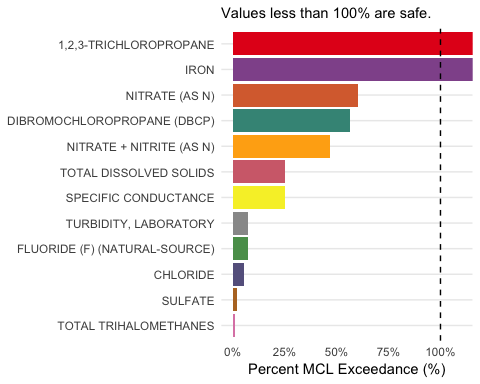 Values less than 100% are safe.
1,2,3-TRICHLOROPROPANE
IRON
NITRATE (AS N)
DIBROMOCHLOROPROPANE (DBCP)
NITRATE + NITRITE (AS N)
TOTAL DISSOLVED SOLIDS
SPECIFIC CONDUCTANCE
TURBIDITY, LABORATORY
FLUORIDE (F) (NATURAL-SOURCE)
CHLORIDE
SULFATE
TOTAL TRIHALOMETHANES
0% 25% 50% 75% 100%
Percent MCL Exceedance (%)